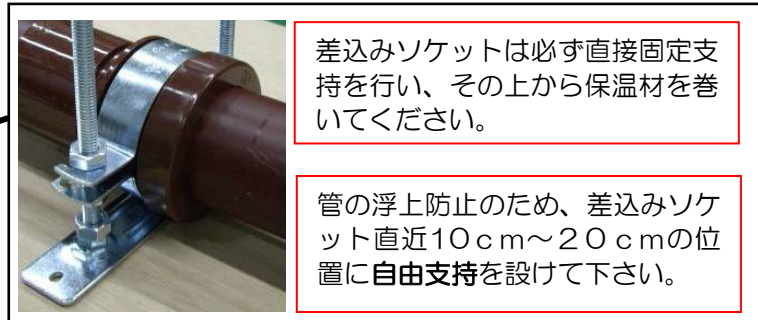 差込みソケットは必ず直接固定支
持を行い、その上から保温材を巻
いてください。
管の浮上防止のため、差込みソケ
ット直近10ｃｍ～２０ｃｍの位
置に自由支持を設けて下さい。